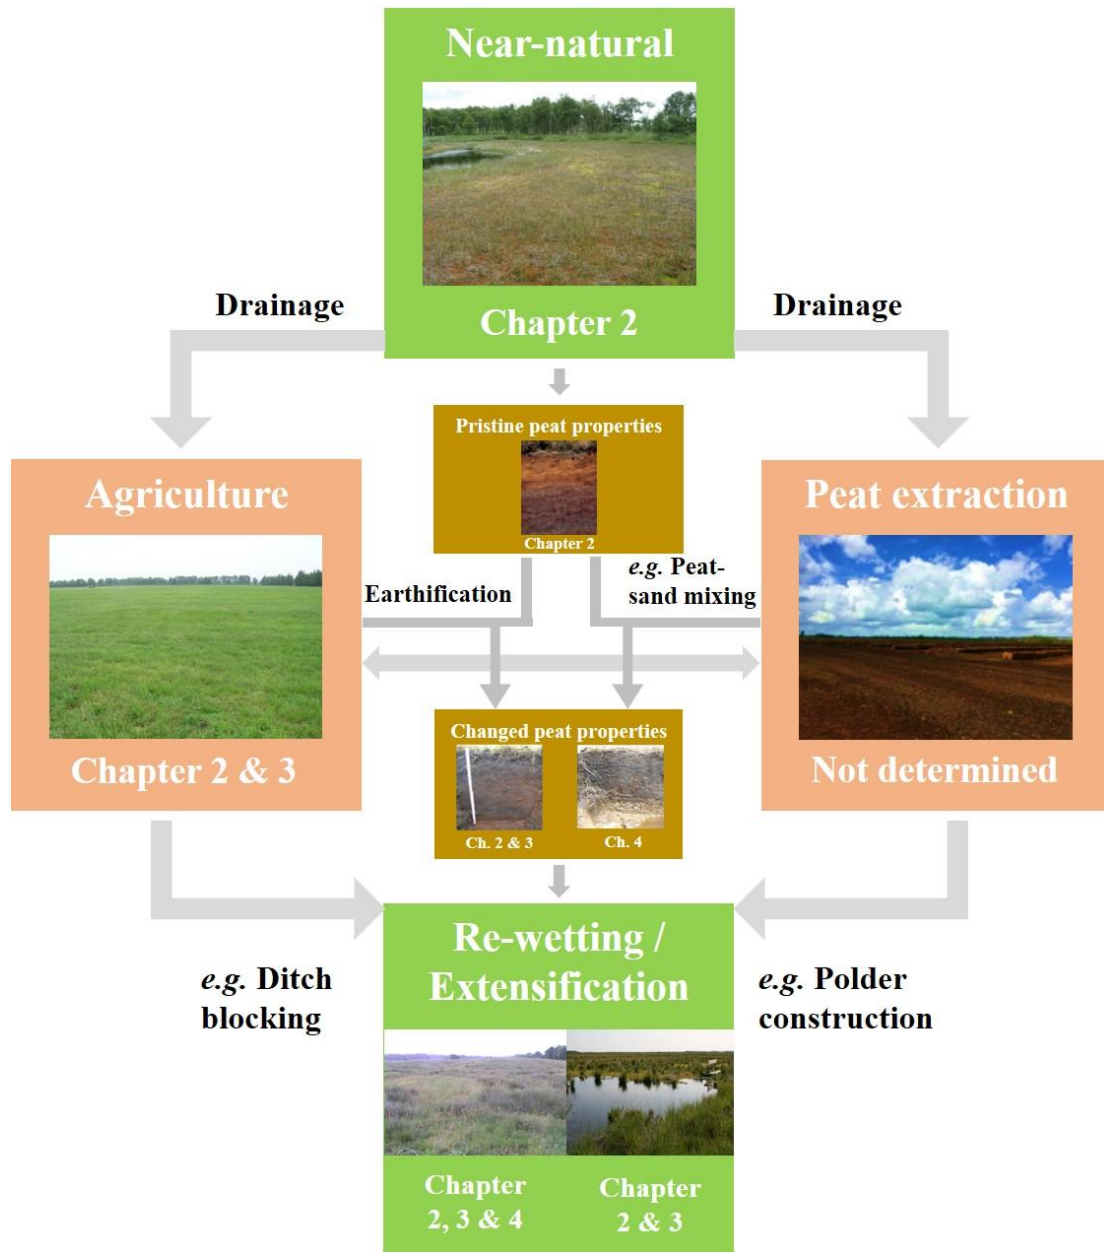 Near-natural
Chapter 2
Drainage
Drainage
Pristine peat properties
Chapter 2
Agriculture
Chapter 2 & 3
Peat extraction
Not determined
Earthification
e.g. Peat-
sand mixing
Changed peat properties
Ch. 2 & 3
Ch. 4
e.g. Ditch
blocking
e.g. Polder
construction
Re-wetting /
Extensification
Chapter
2, 3 & 4
Chapter
2 & 3